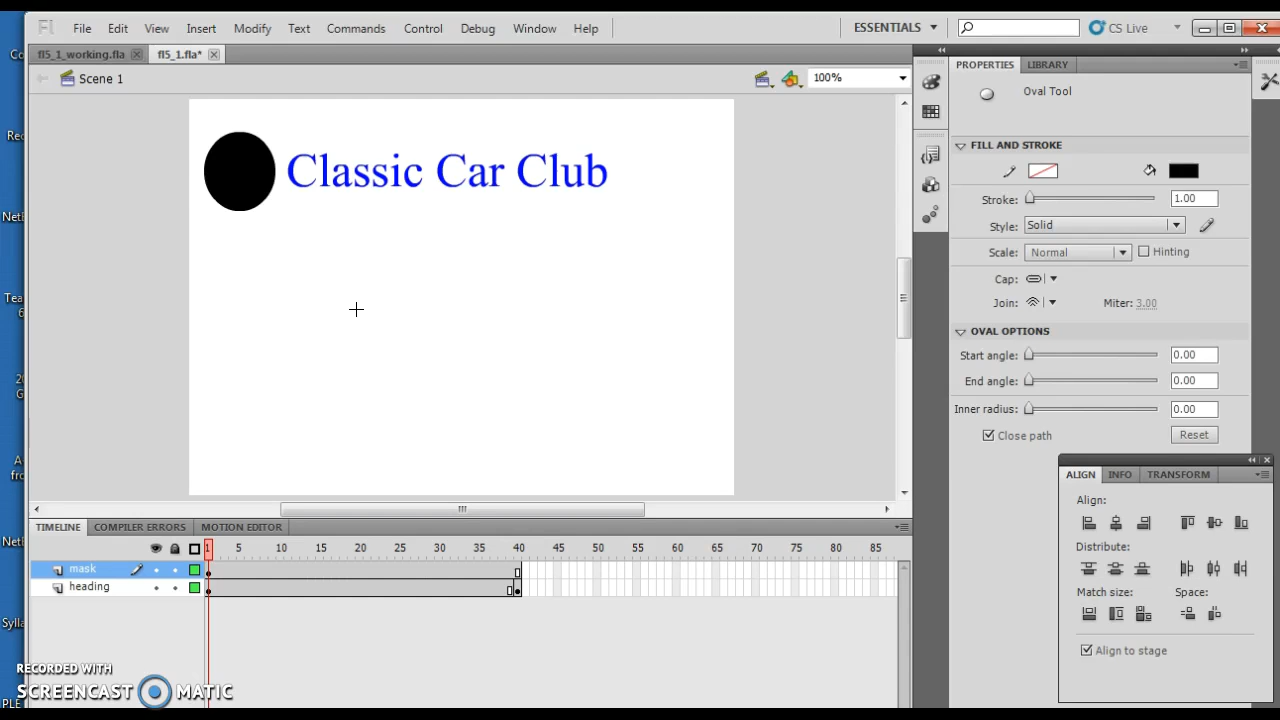 Fl File Edit View Insert Modify Text Commands Control Debug Window Help ESSENTIALS CS Live
fl5_1_working.fla fl5_1.fla*
Scene 1 100%
Classic Car Club
PROPERTIES LIBRARY
Oval Tool
FILL AND STROKE
Stroke: 1.00
Style: Solid
Scale: Normal Hinting
Cap:
Join: Miter: 3.00
OVAL OPTIONS
Start angle: 0.00
End angle: 0.00
Inner radius: 0.00
Close path Reset
ALIGN INFO TRANSFORM
Align:
Distribute:
Match size: Space:
Align to stage
TIMELINE COMPILER ERRORS MOTION EDITOR
1 5 10 15 20 25 30 35 40 45 50 55 60 65 70 75 80 85
mask
heading
RECORDED WITH
SCREENCAST MATIC